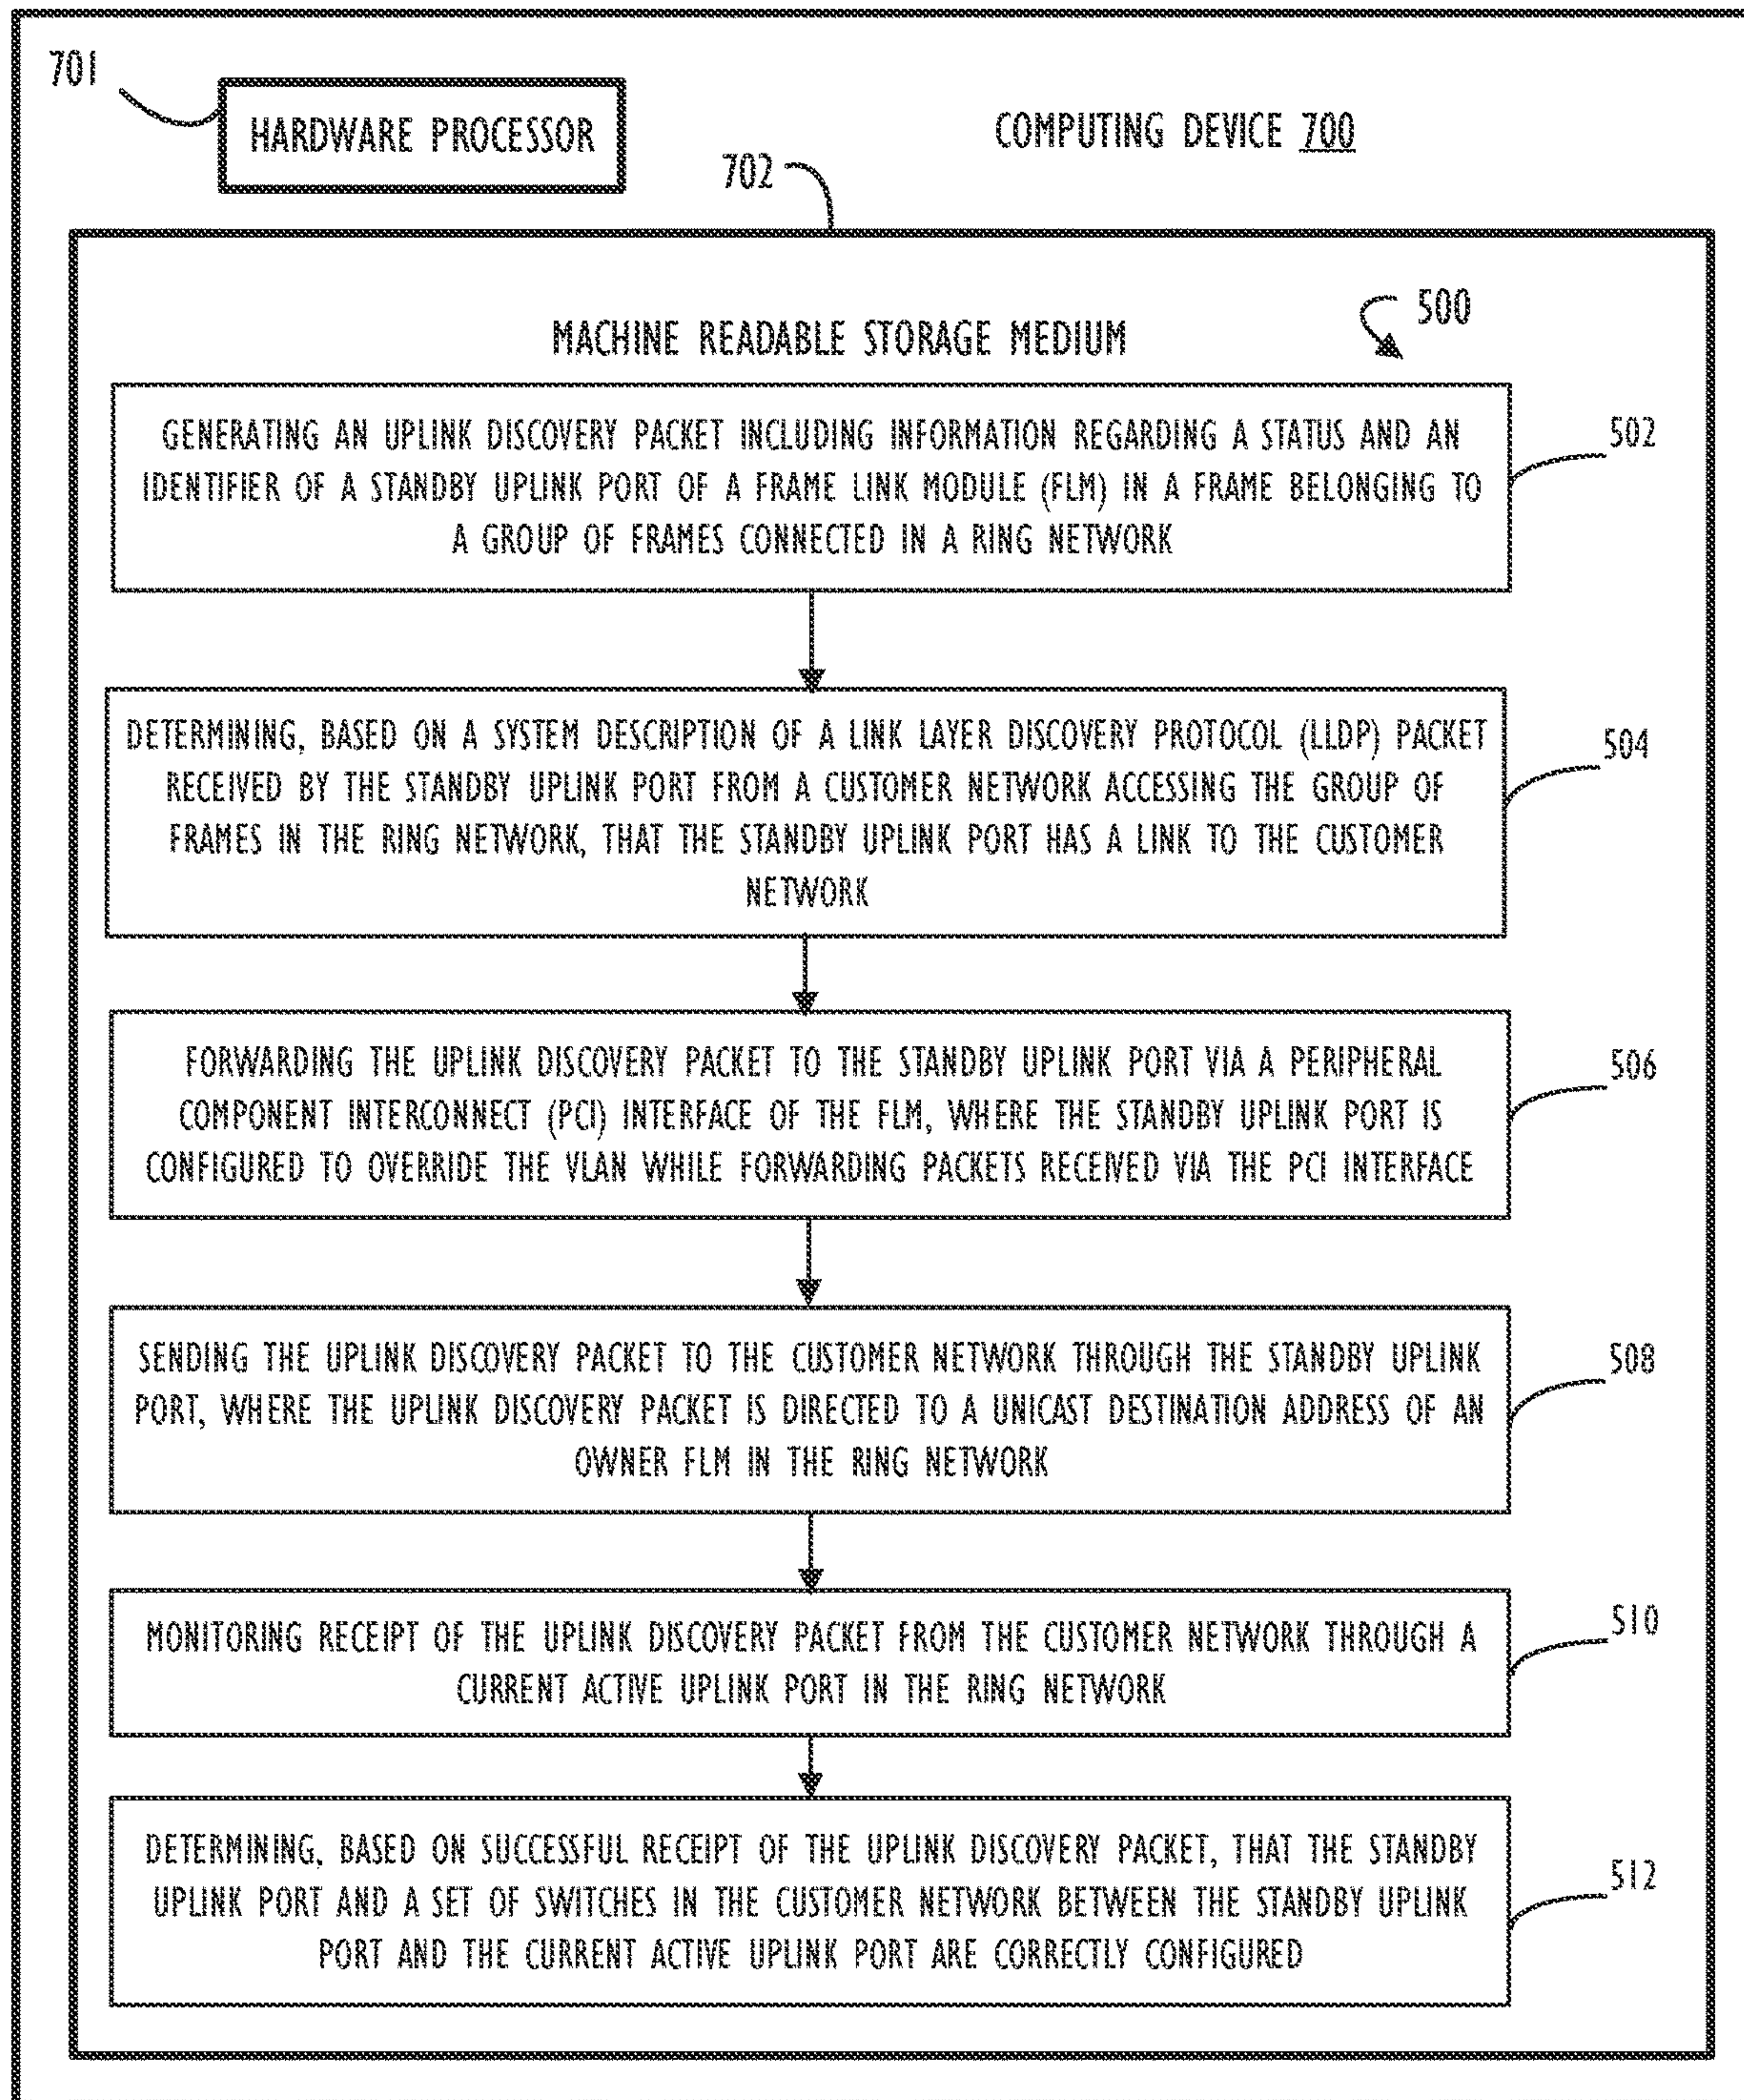 701
HARDWARE PROCESSOR
COMPUTING DEVICE 700
702
500
MACHINE READABLE STORAGE MEDIUM
GENERATING AN UPLINK DISCOVERY PACKET INCLUDING INFORMATION REGARDING A STATUS AND AN
IDENTIFIER OF A STANDBY UPLINK PORT OF A FRAME LINK MODULE (FLM) IN A FRAME BELONGING TO
A GROUP OF FRAMES CONNECTED IN A RING NETWORK
502
DETERMINING, BASED ON A SYSTEM DESCRIPTION OF A LINK LAYER DISCOVERY PROTOCOL (LLDP) PACKET
RECEIVED BY THE STANDBY UPLINK PORT FROM A CUSTOMER NETWORK ACCESSING THE GROUP OF
FRAMES IN THE RING NETWORK, THAT THE STANDBY UPLINK PORT HAS A LINK TO THE CUSTOMER
NETWORK
504
FORWARDING THE UPLINK DISCOVERY PACKET TO THE STANDBY UPLINK PORT VIA A PERIPHERAL
COMPONENT INTERCONNECT (PCI) INTERFACE OF THE FLM, WHERE THE STANDBY UPLINK PORT IS
CONFIGURED TO OVERRIDE THE VLAN WHILE FORWARDING PACKETS RECEIVED VIA THE PCI INTERFACE
506
SENDING THE UPLINK DISCOVERY PACKET TO THE CUSTOMER NETWORK THROUGH THE STANDBY UPLINK
PORT, WHERE THE UPLINK DISCOVERY PACKET IS DIRECTED TO A UNICAST DESTINATION ADDRESS OF AN
OWNER FLM IN THE RING NETWORK
508
MONITORING RECEIPT OF THE UPLINK DISCOVERY PACKET FROM THE CUSTOMER NETWORK THROUGH A
CURRENT ACTIVE UPLINK PORT IN THE RING NETWORK
510
DETERMINING, BASED ON SUCCESSFUL RECEIPT OF THE UPLINK DISCOVERY PACKET, THAT THE STANDBY
UPLINK PORT AND A SET OF SWITCHES IN THE CUSTOMER NETWORK BETWEEN THE STANDBY UPLINK
PORT AND THE CURRENT ACTIVE UPLINK PORT ARE CORRECTLY CONFIGURED
512